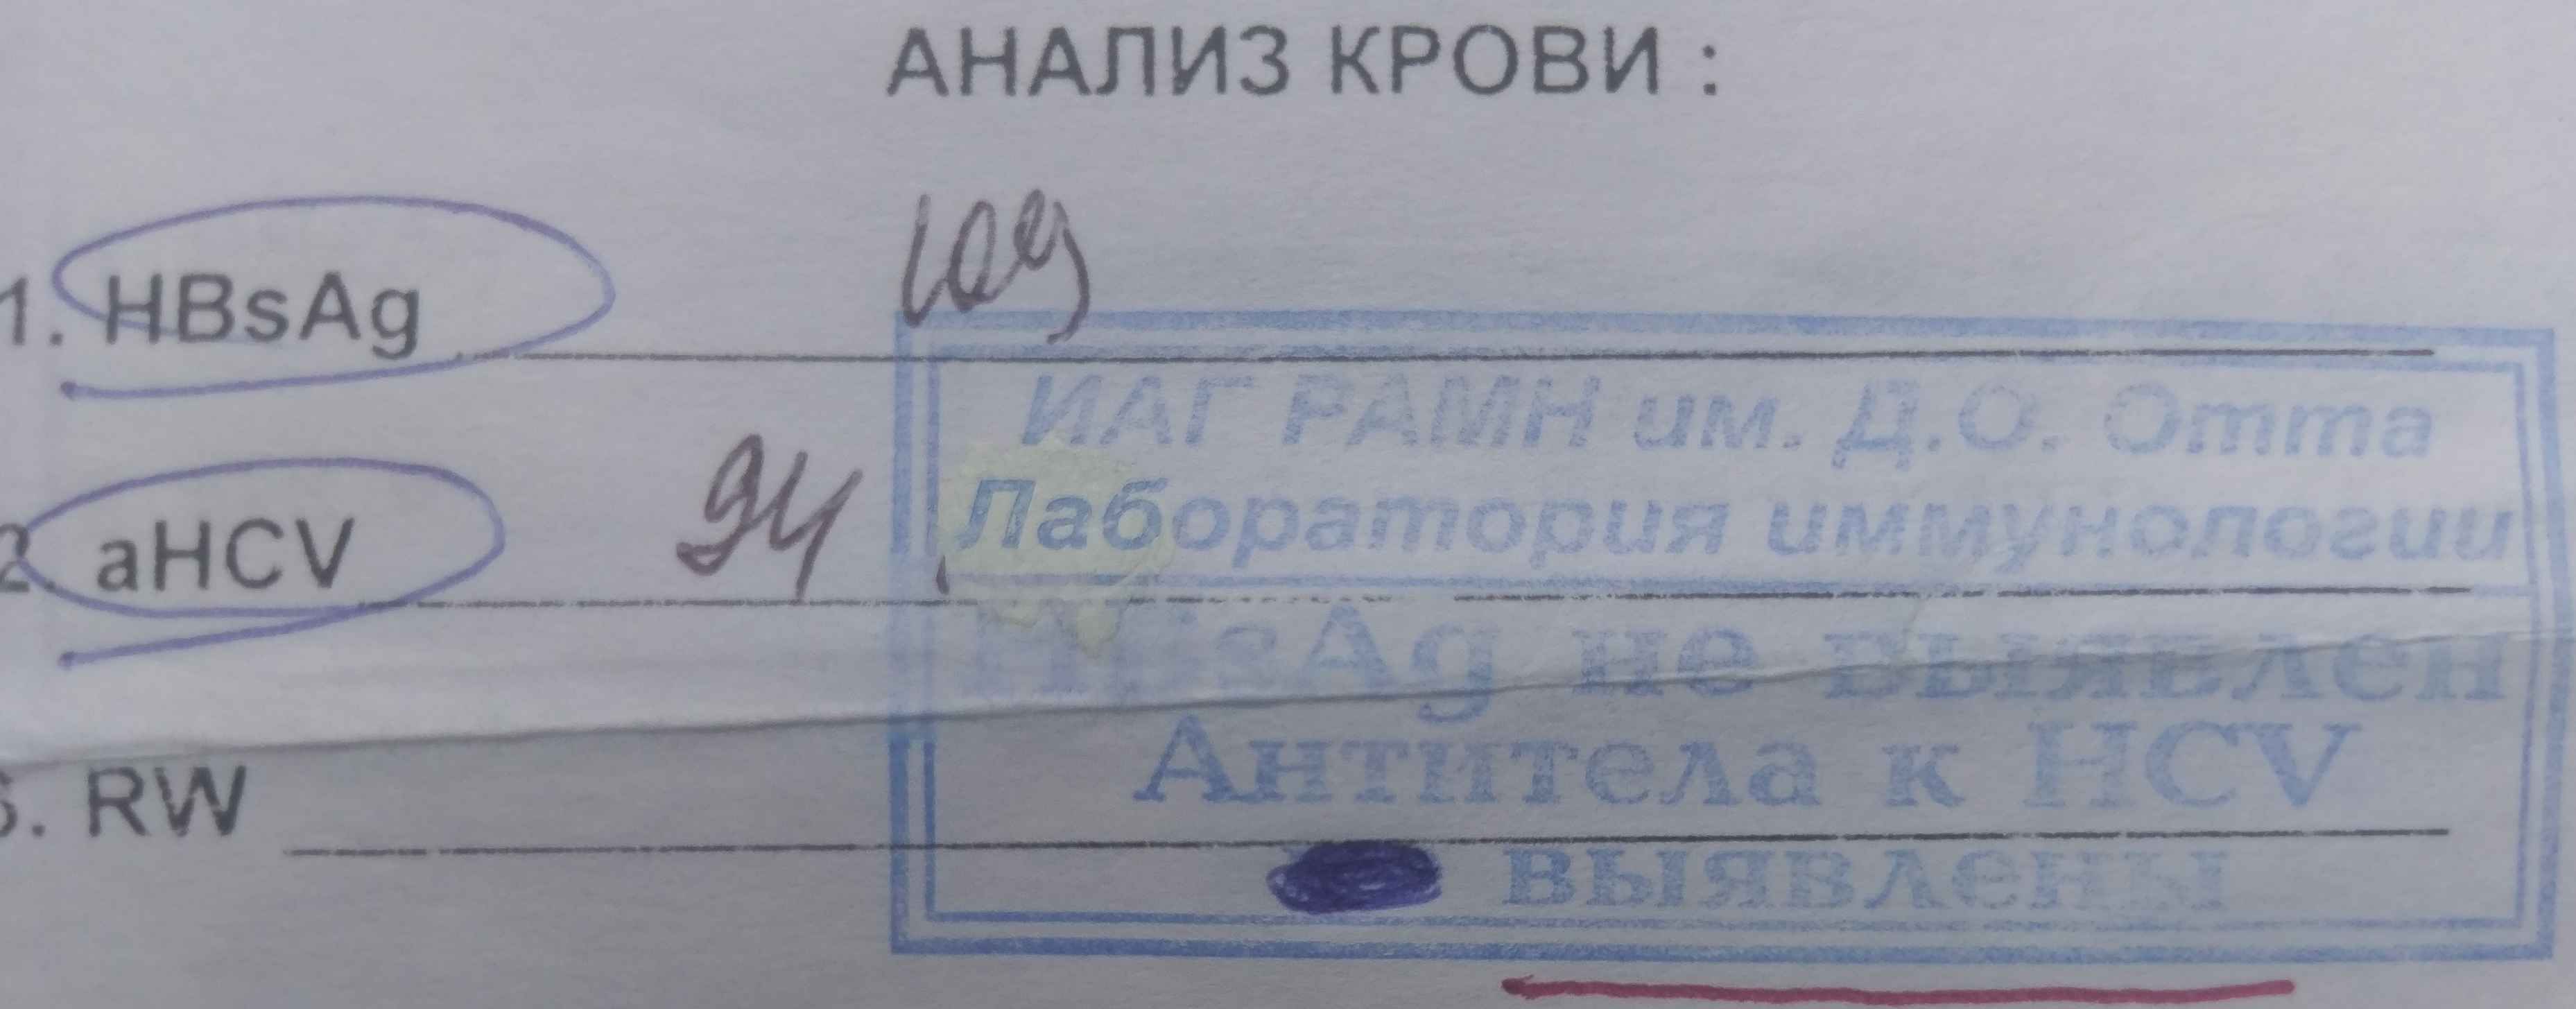 АНАЛИЗ КРОВИ :
1. HBsAg
ИАГ РАМН им. Д.О. Отта
2. aHCV 94
Лаборатория иммунологии
HBsAg не выявлен
Антитела к HCV
3. RW
выявлены